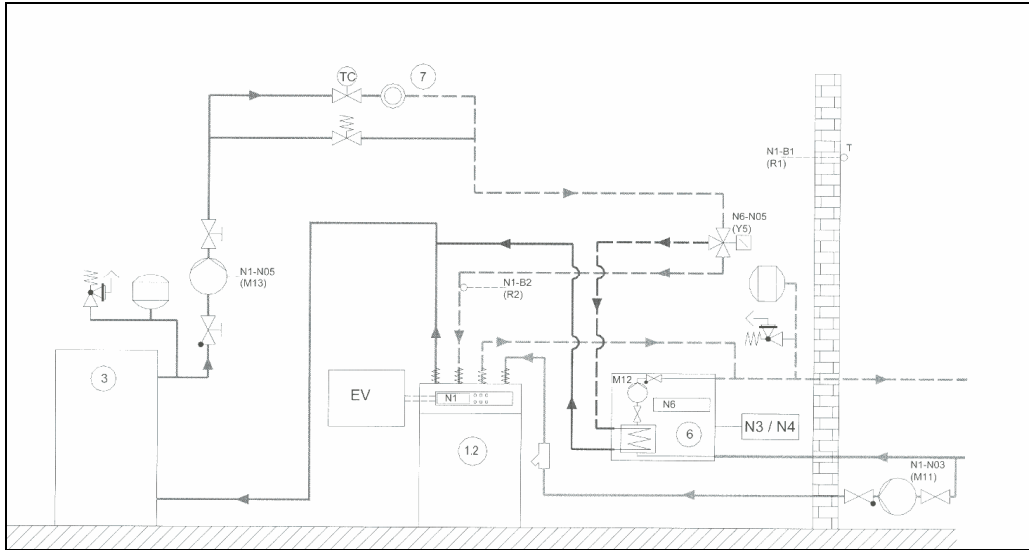 TC
7
N1-B1
(R1)
T
N6-N05
(Y5)
N1-N05
(M13)
N1-B2
(R2)
3
M12
EV
N1
N6
6
N3 / N4
1.2
N1-N03
(M11)